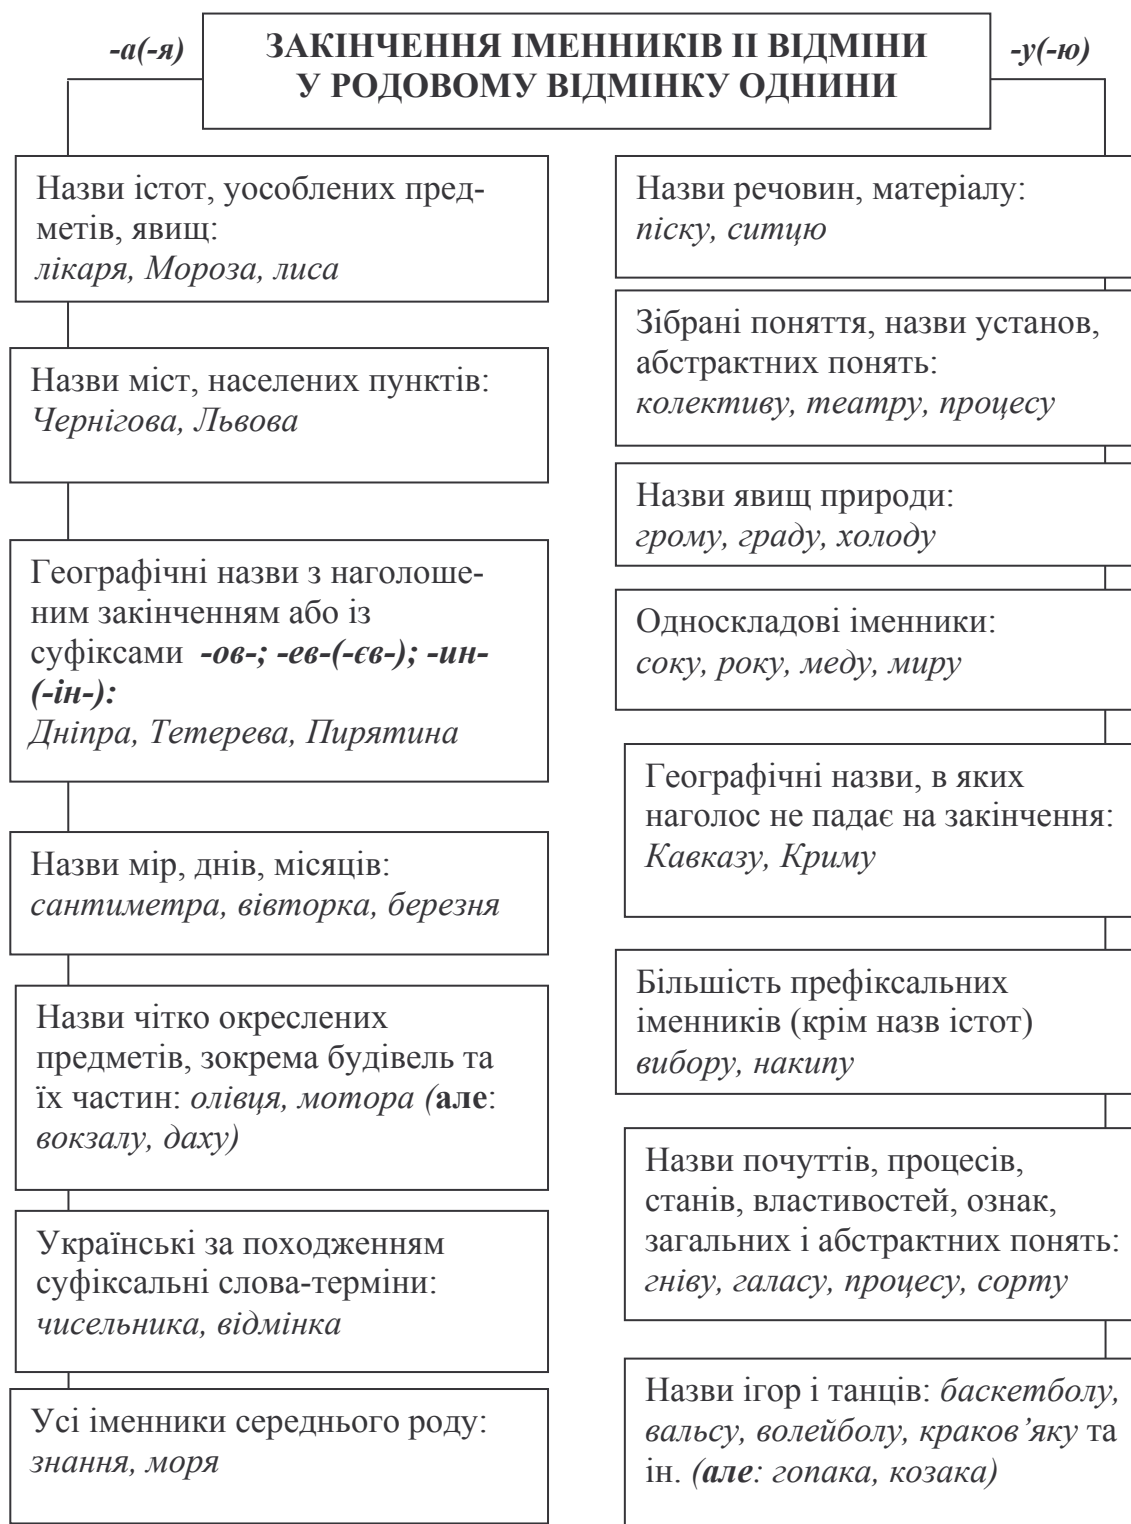 -а(-я)
ЗАКІНЧЕННЯ ІМЕННИКІВ ІІ ВІДМІНИ
У РОДОВОМУ ВІДМІНКУ ОДНИНИ
-у(-ю)
Назви істот, уособлених пред-
метів, явищ:
лікаря, Мороза, лиса
Назви міст, населених пунктів:
Чернігова, Львова
Географічні назви з наголоше-
ним закінченням або із
суфіксами -ов-; -ев-(-єв-); -ин-
(-ін-):
Дніпра, Тетерева, Пирятина
Назви мір, днів, місяців:
сантиметра, вівторка, березня
Назви чітко окреслених
предметів, зокрема будівель та
їх частин: олівця, мотора (але:
вокзалу, даху)
Українські за походженням
суфіксальні слова-терміни:
чисельника, відмінка
Усі іменники середнього роду:
знання, моря
Назви речовин, матеріалу:
піску, ситцю
Зібрані поняття, назви установ,
абстрактних понять:
колективу, театру, процесу
Назви явищ природи:
грому, граду, холоду
Односкладові іменники:
соку, року, меду, миру
Географічні назви, в яких
наголос не падає на закінчення:
Кавказу, Криму
Більшість префіксальних
іменників (крім назв істот)
вибору, накипу
Назви почуттів, процесів,
станів, властивостей, ознак,
загальних і абстрактних понять:
гніву, галасу, процесу, сорту
Назви ігор і танців: баскетболу,
вальсу, волейболу, краков’яку та
ін. (але: гопака, козака)